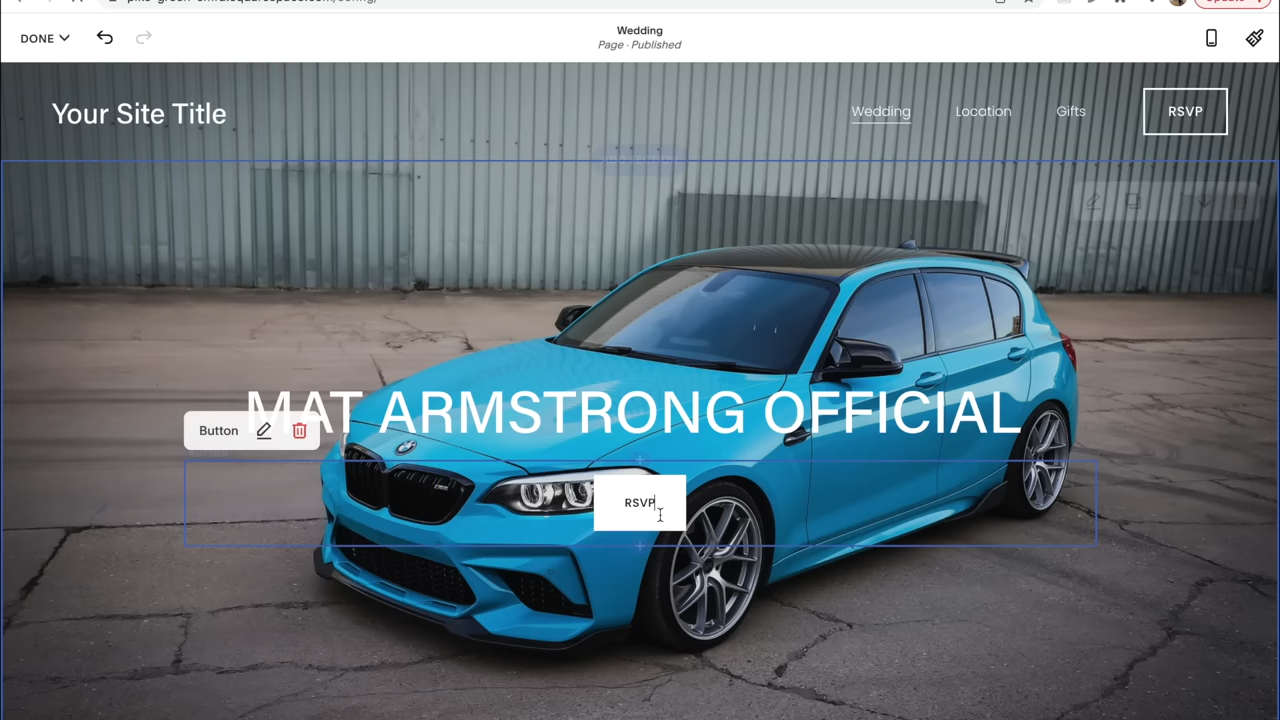 DONE
Wedding
Page · Published
Your Site Title
Wedding
Location
Gifts
RSVP
MAT ARMSTRONG OFFICIAL
Button
RSVP